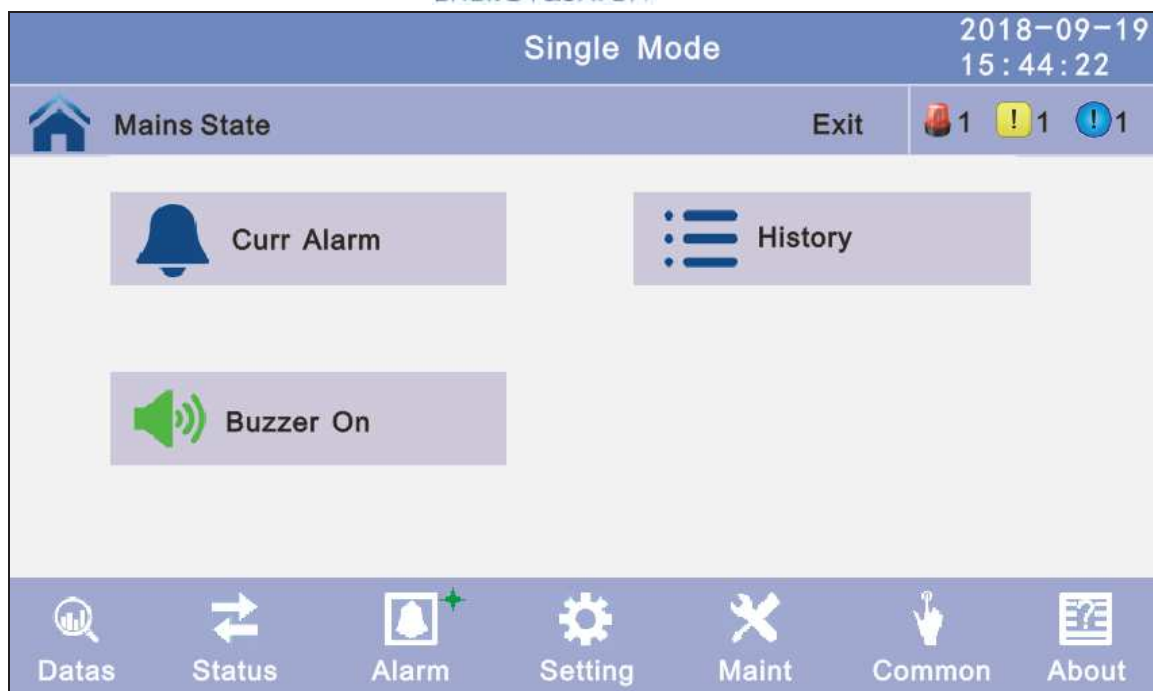 Single Mode
2018-09-19
15:44:22
Mains State
Exit
1
! 1
! 1
Curr Alarm
History
Buzzer On
Datas
Status
Alarm
Setting
Maint
Common
?
About